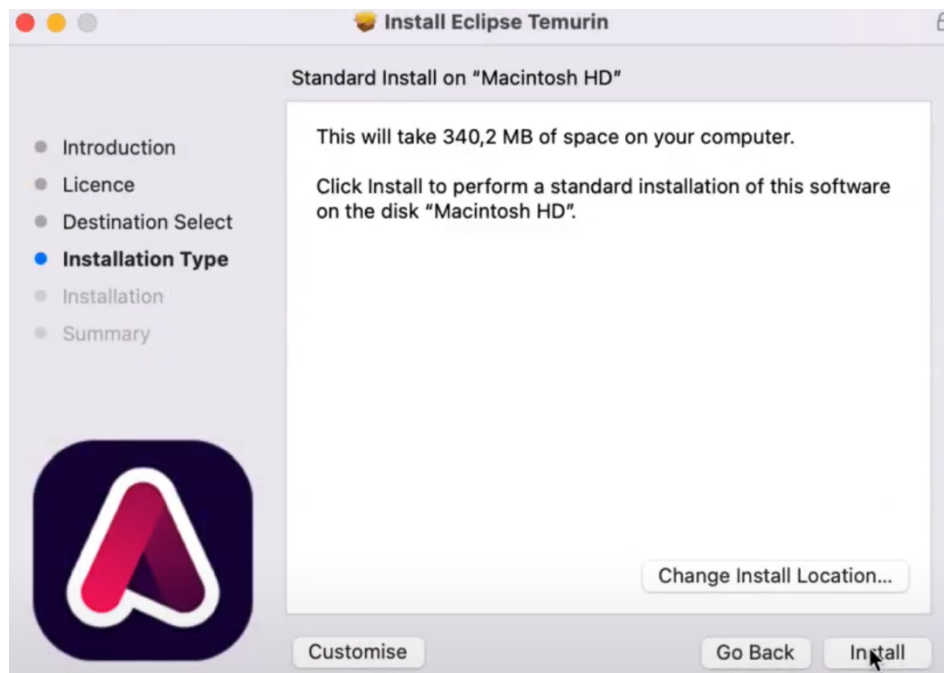 Install Eclipse Temurin
Standard Install on “Macintosh HD”
Introduction
Licence
Destination Select
Installation Type
Installation
Summary
This will take 340,2 MB of space on your computer.
Click Install to perform a standard installation of this software
on the disk “Macintosh HD”.
Change Install Location...
Customise
Go Back
Install